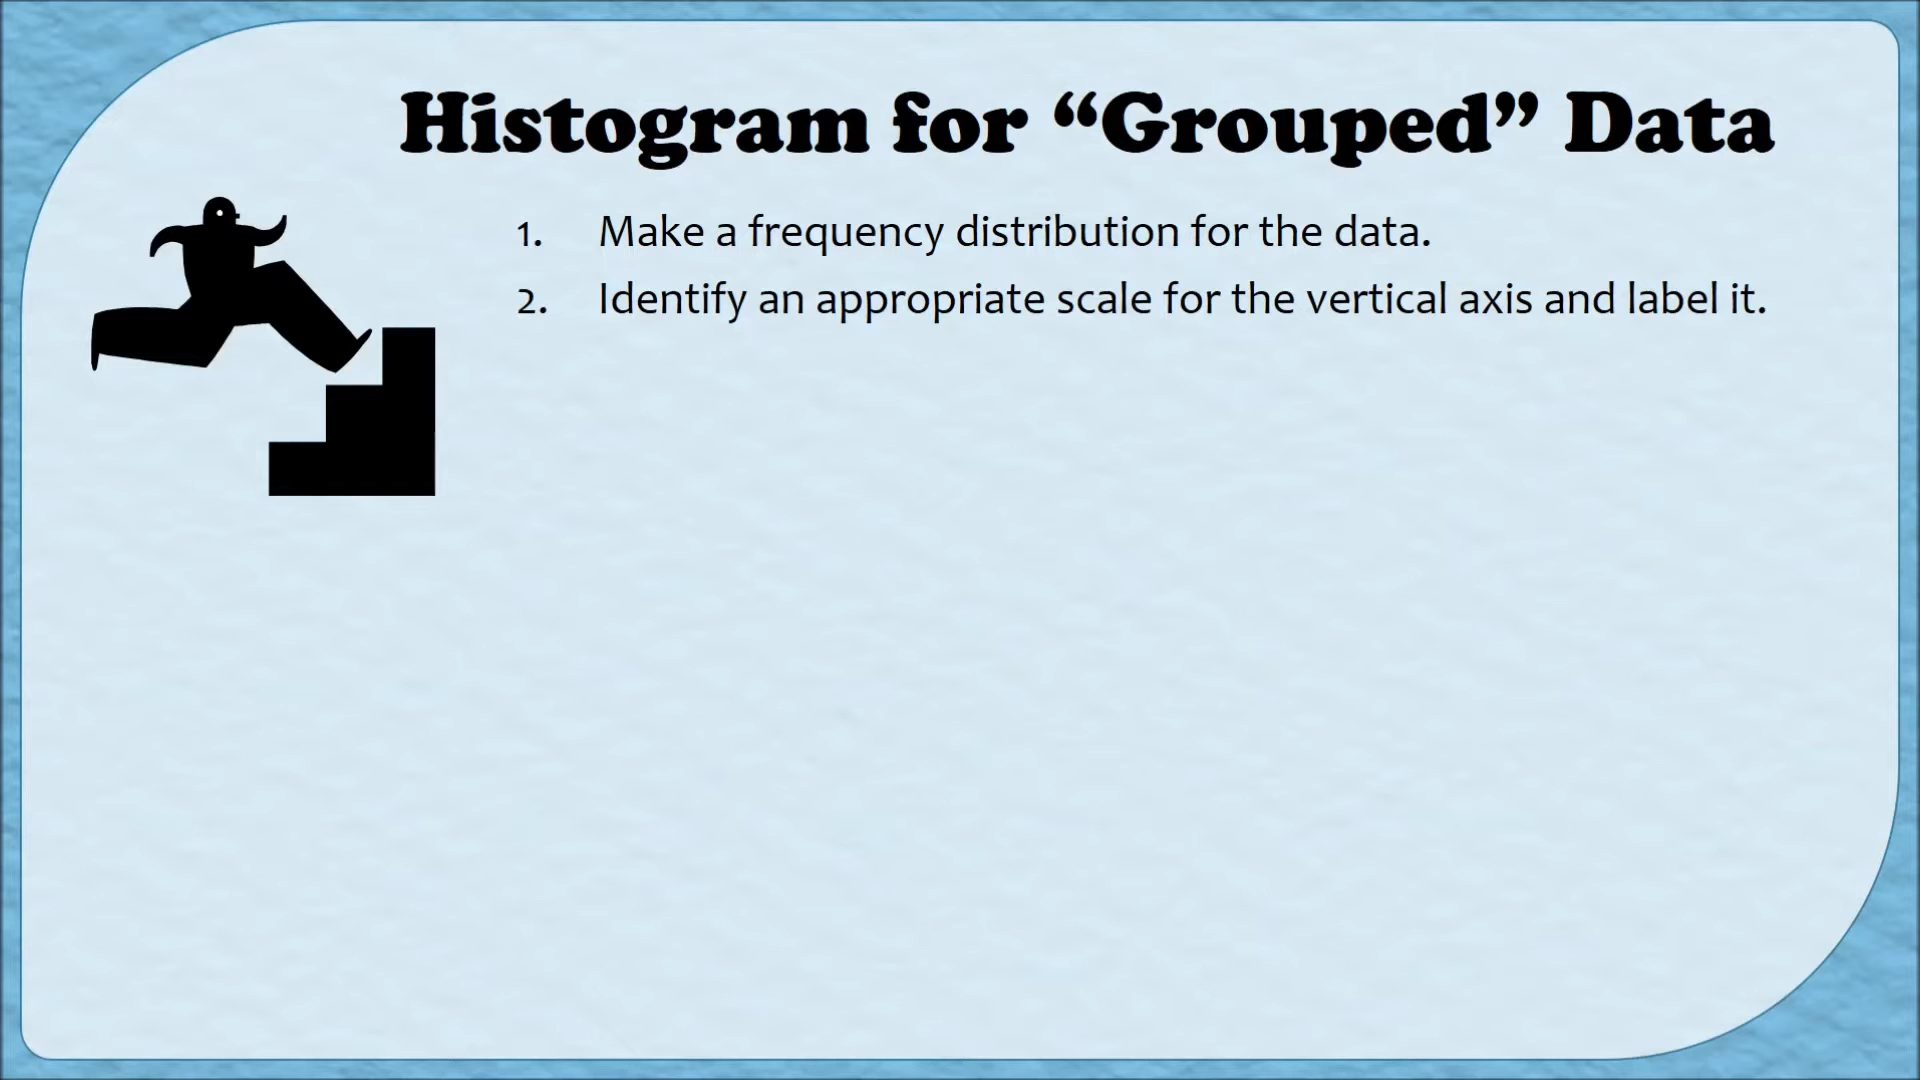 Histogram for “Grouped” Data
1. Make a frequency distribution for the data.
2. Identify an appropriate scale for the vertical axis and label it.